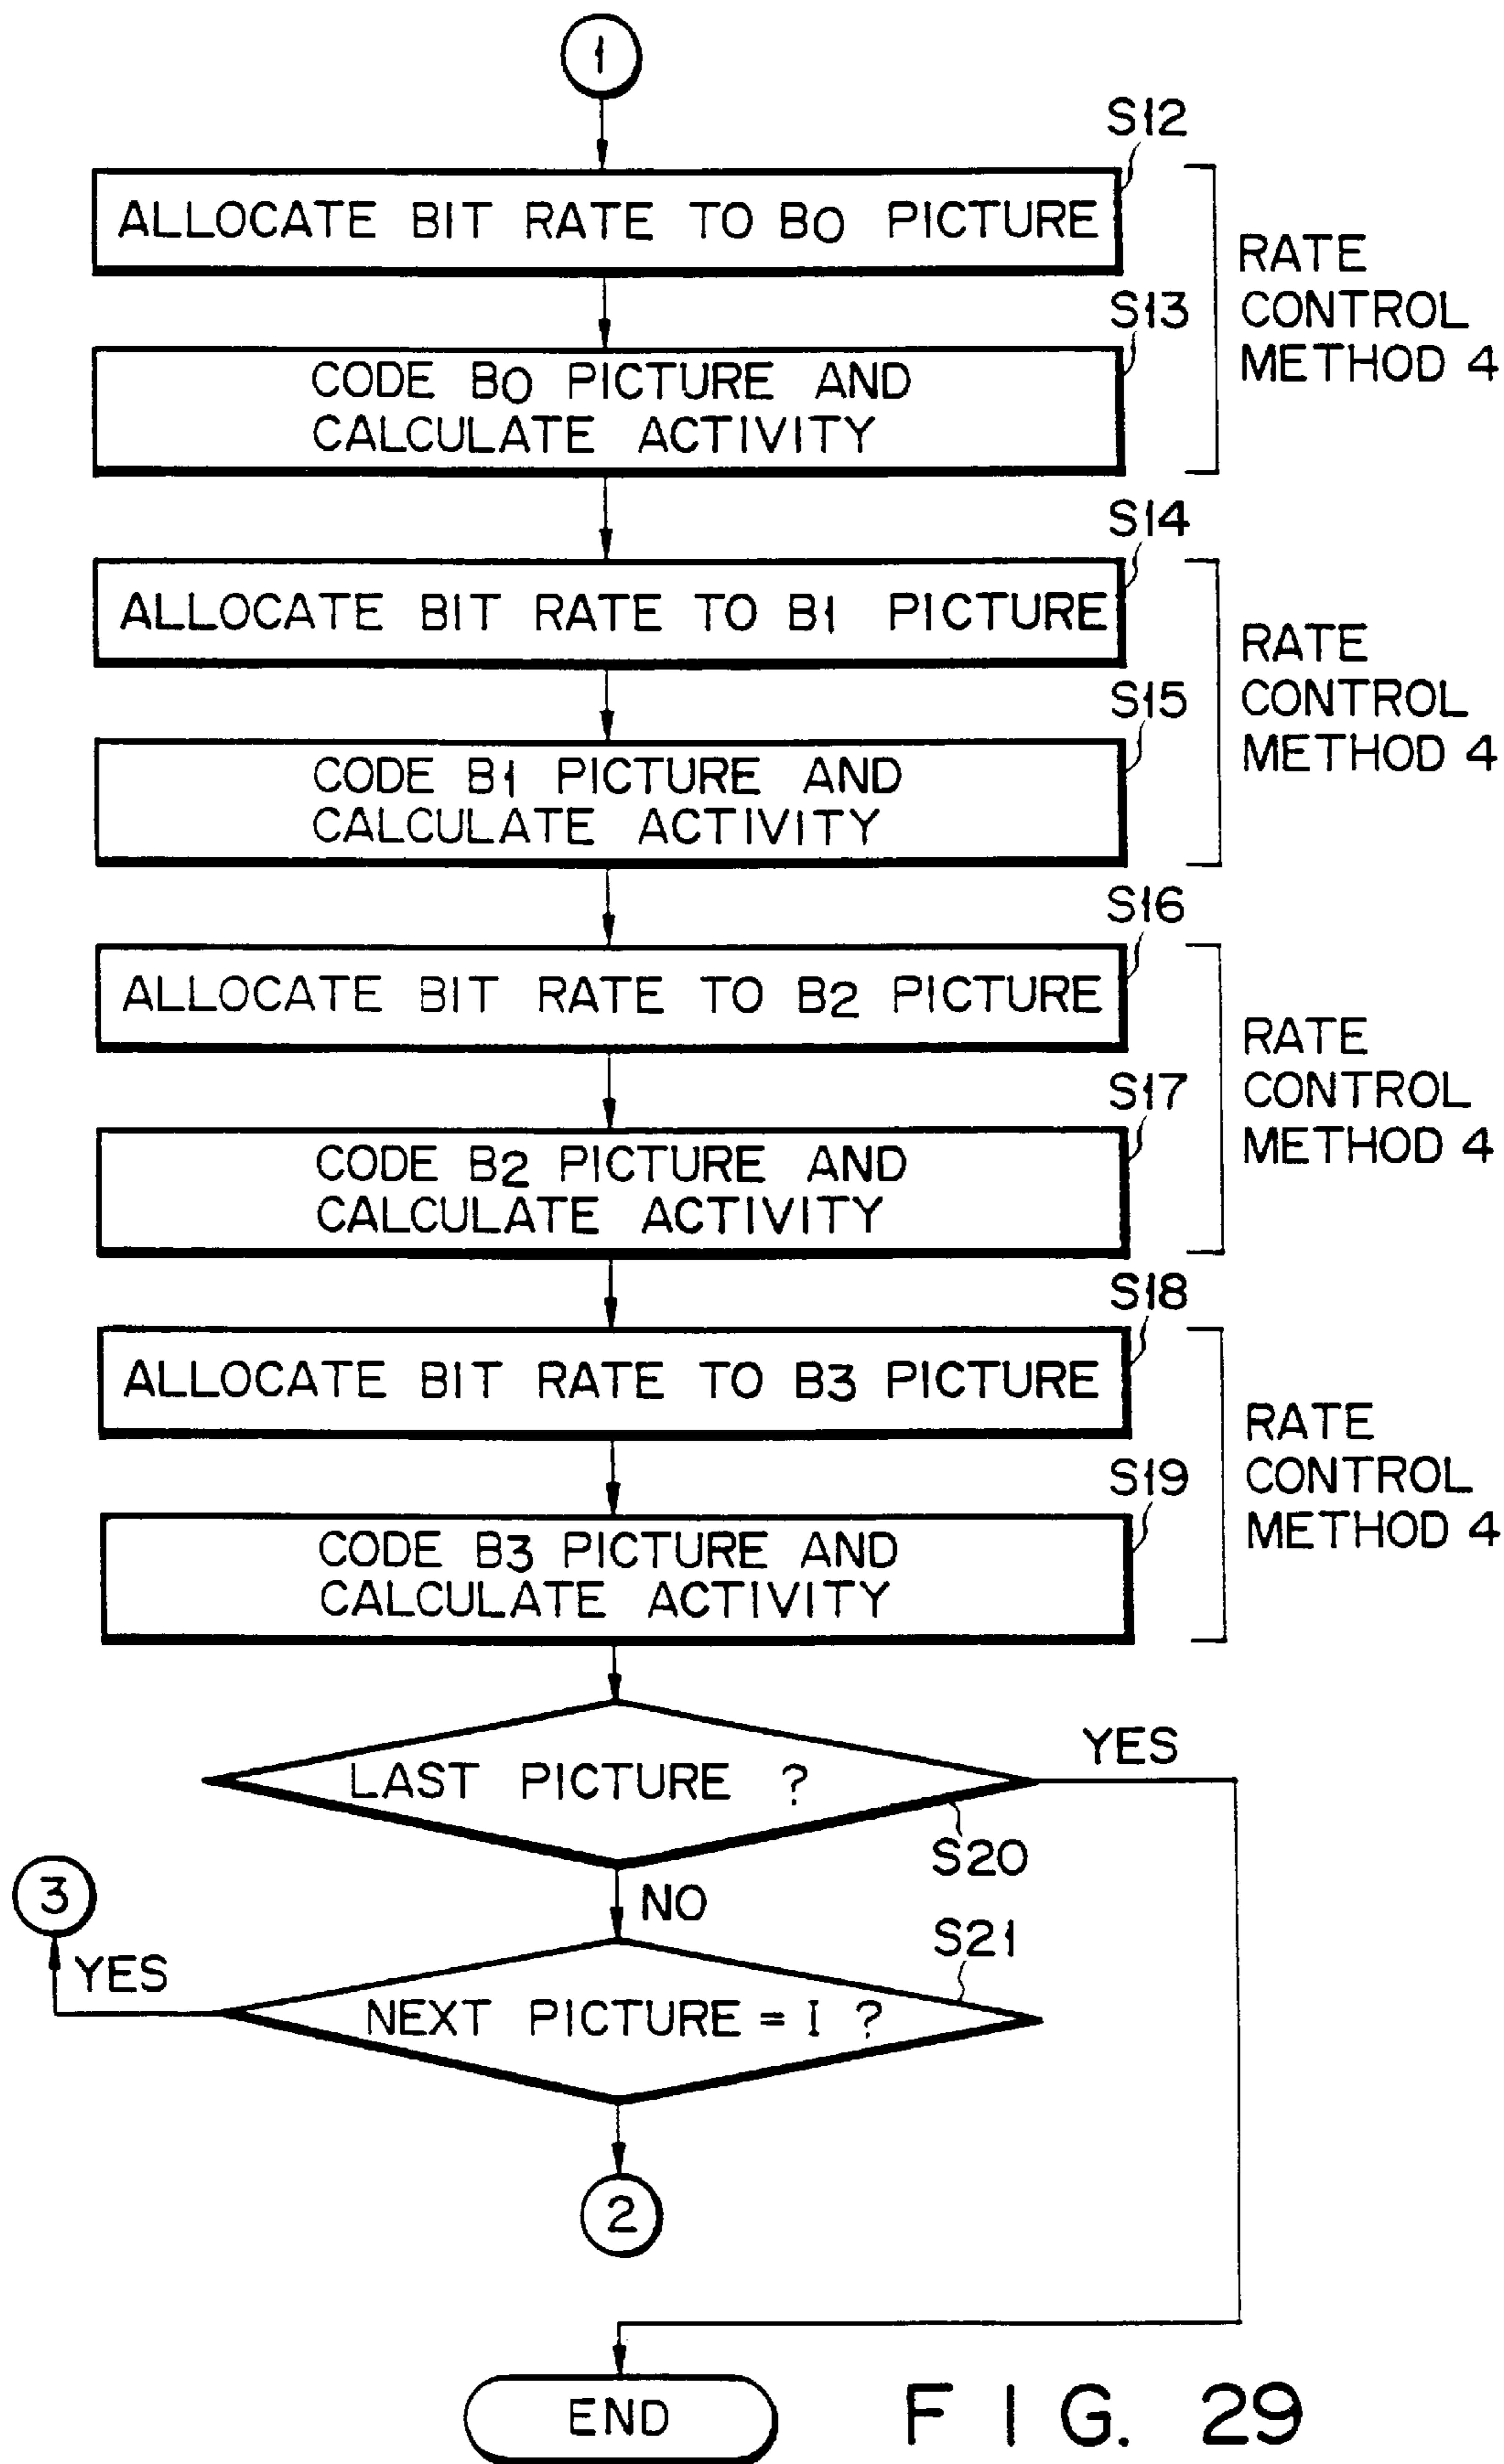 1
S12
ALLOCATE BIT RATE TO B0 PICTURE
RATE
CONTROL
METHOD 4
S13
CODE B0 PICTURE AND
CALCULATE ACTIVITY
S14
ALLOCATE BIT RATE TO B1 PICTURE
RATE
CONTROL
METHOD 4
S15
CODE B1 PICTURE AND
CALCULATE ACTIVITY
S16
ALLOCATE BIT RATE TO B2 PICTURE
RATE
CONTROL
METHOD 4
S17
CODE B2 PICTURE AND
CALCULATE ACTIVITY
S18
ALLOCATE BIT RATE TO B3 PICTURE
RATE
CONTROL
METHOD 4
S19
CODE B3 PICTURE AND
CALCULATE ACTIVITY
LAST PICTURE ?
YES
S20
NO
3
YES
S21
NEXT PICTURE = I ?
2
END
FIG. 29